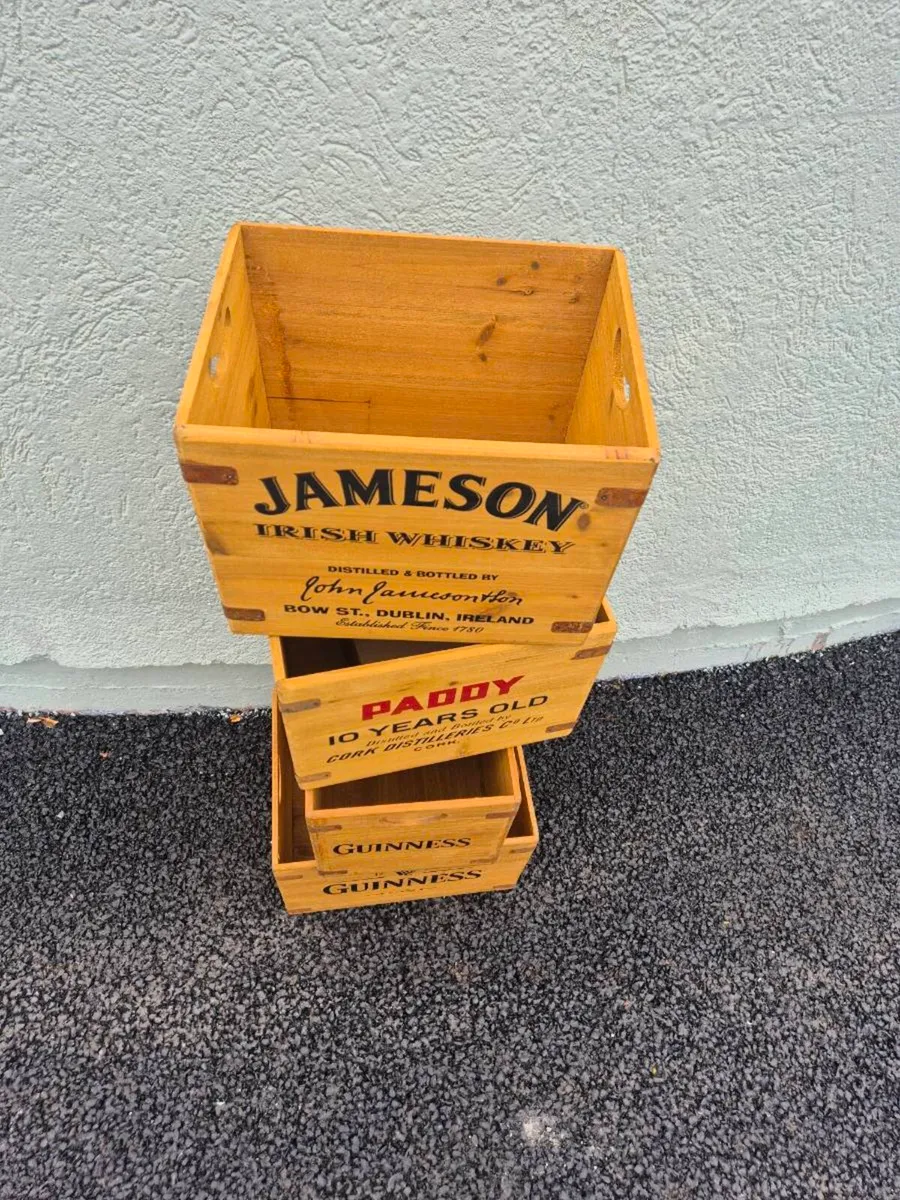 JAMESON®
IRISH WHISKEY
DISTILLED & BOTTLED BY
John Jameson & Son
BOW ST., DUBLIN, IRELAND
Established Since 1780
PADDY
10 YEARS OLD
Distilled and Bottled by
CORK DISTILLERIES Co LTD
CORK.
GUINNESS
GUINNESS